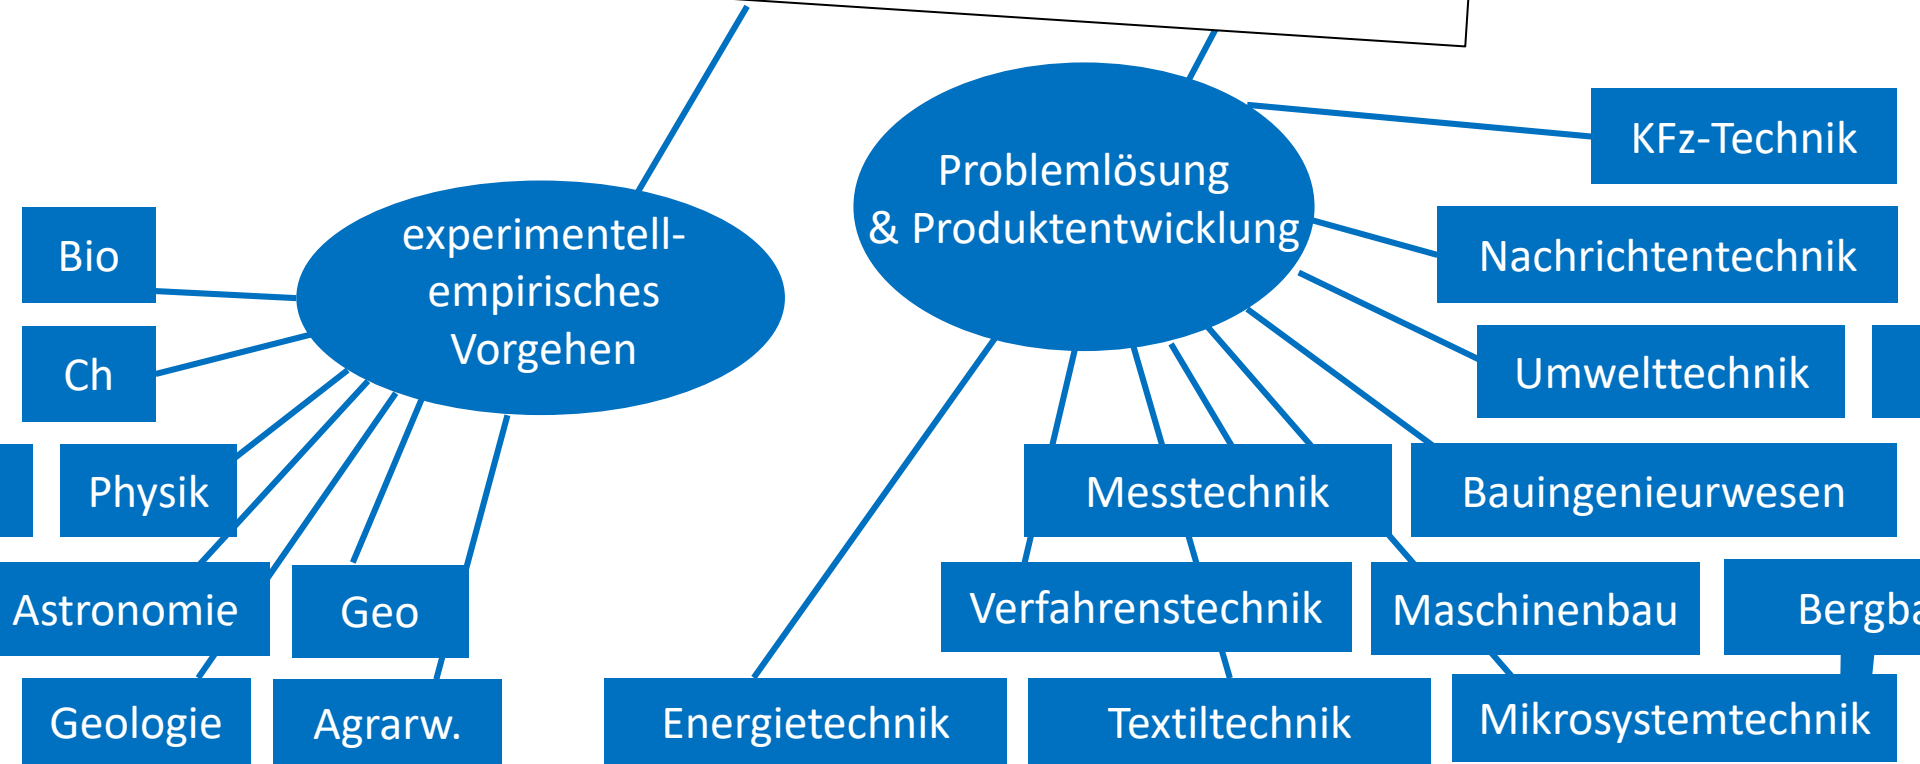 experimentell-
empirisches
Vorgehen
Bio
Ch
Physik
Astronomie
Geo
Geologie
Agrarw.
Problemlösung
& Produktentwicklung
KFz-Technik
Nachrichtentechnik
Umwelttechnik
Messtechnik
Bauingenieurwesen
Verfahrenstechnik
Maschinenbau
Bergba
Energietechnik
Textiltechnik
Mikrosystemtechnik